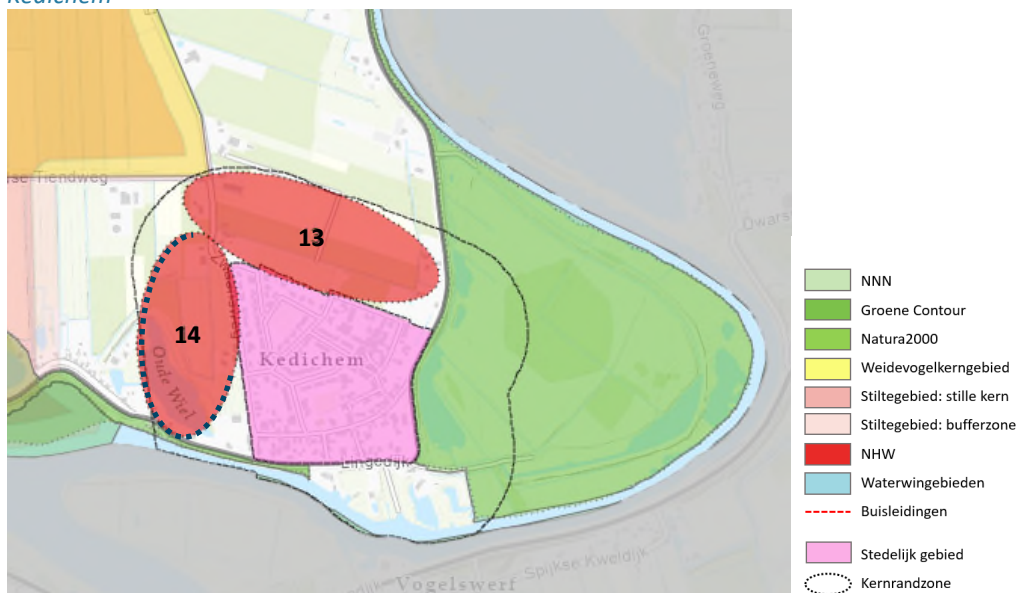 Kedichem
Groeneweg
Tiendweg
Dwars
13
14
Kedichem
Oude Wiel
Lingedijk
Spijkse Kweldijk
Vogelswerf
NNN
Groene Contour
Natura2000
Weidevogelkerngebied
Stiltegebied: stille kern
Stiltegebied: bufferzone
NHW
Waterwingebieden
Buisleidingen
Stedelijk gebied
Kernrandzone